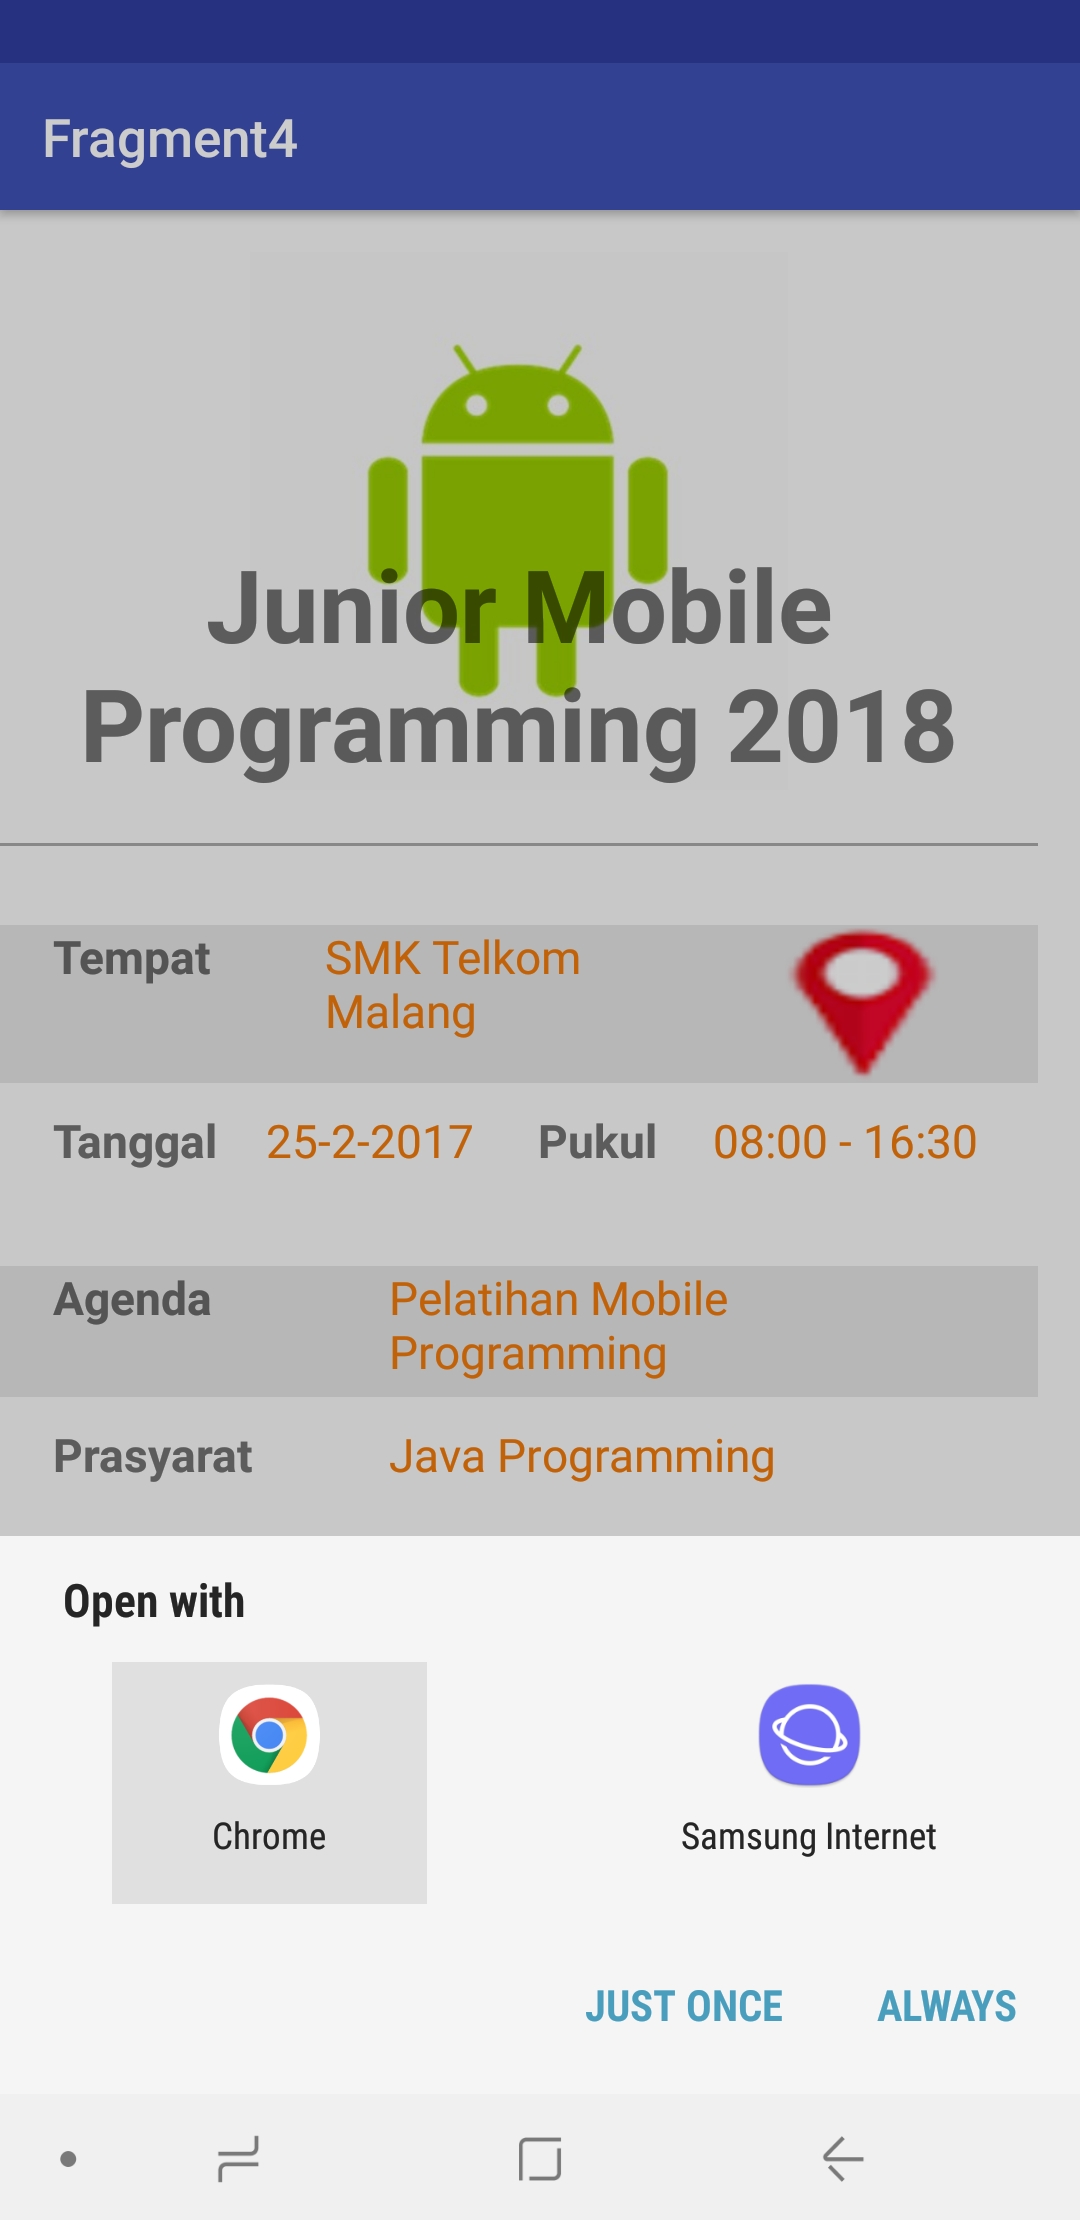 Fragment4
Junior Mobile
Programming 2018
Tempat SMK Telkom
Malang
Tanggal 25-2-2017 Pukul 08:00 - 16:30
Agenda Pelatihan Mobile
Programming
Prasyarat Java Programming
Open with
Chrome Samsung Internet
JUST ONCE ALWAYS